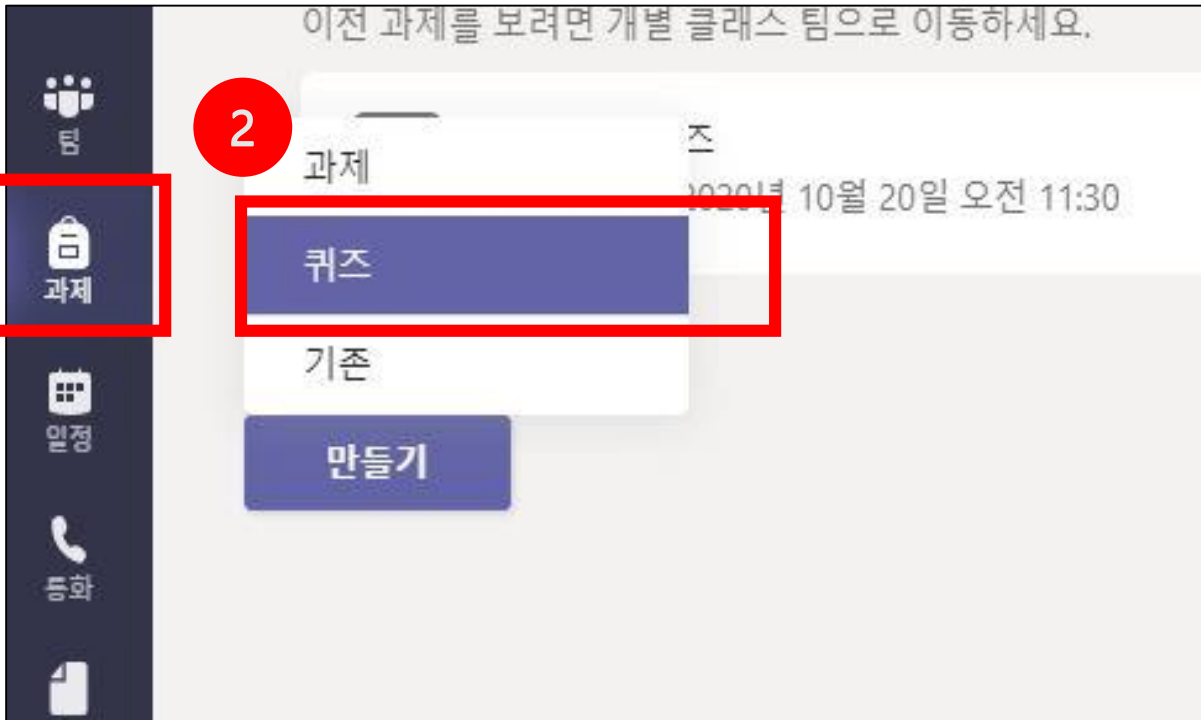 이전 과제를 보려면 개별 클래스 팀으로 이동하세요.
팀
2
과제
즈
2020년 10월 20일 오전 11:30
과제
퀴즈
기존
일정
만들기
통화